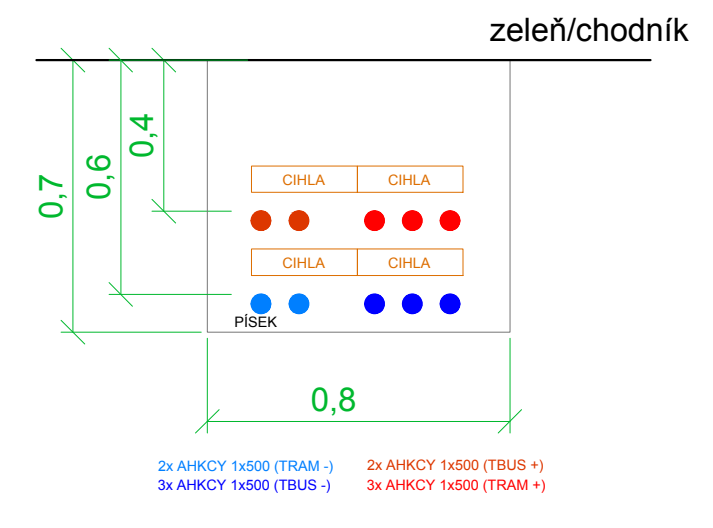 zeleň/chodník
0,4
0,6
0,7
CIHLA CIHLA
CIHLA CIHLA
PÍSEK
0,8
2x AHKCY 1x500 (TRAM -) 2x AHKCY 1x500 (TBUS +)
3x AHKCY 1x500 (TBUS -) 3x AHKCY 1x500 (TRAM +)